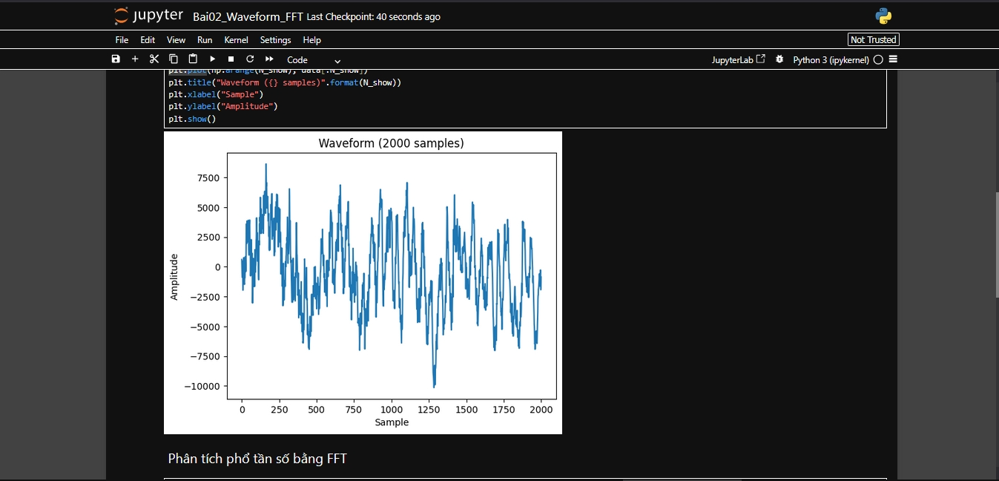 jupyter Bai02_Waveform_FFT Last Checkpoint: 40 seconds ago
File Edit View Run Kernel Settings Help Not Trusted
Code JupyterLab Python 3 (ipykernel)
plt.plot(np.arange(N_show), data[:N_show])
plt.title("Waveform ({} samples)".format(N_show))
plt.xlabel("Sample")
plt.ylabel("Amplitude")
plt.show()
Waveform (2000 samples)
7500
5000
2500
0
−2500
−5000
−7500
−10000
Amplitude
0 250 500 750 1000 1250 1500 1750 2000
Sample
Phân tích phổ tần số bằng FFT